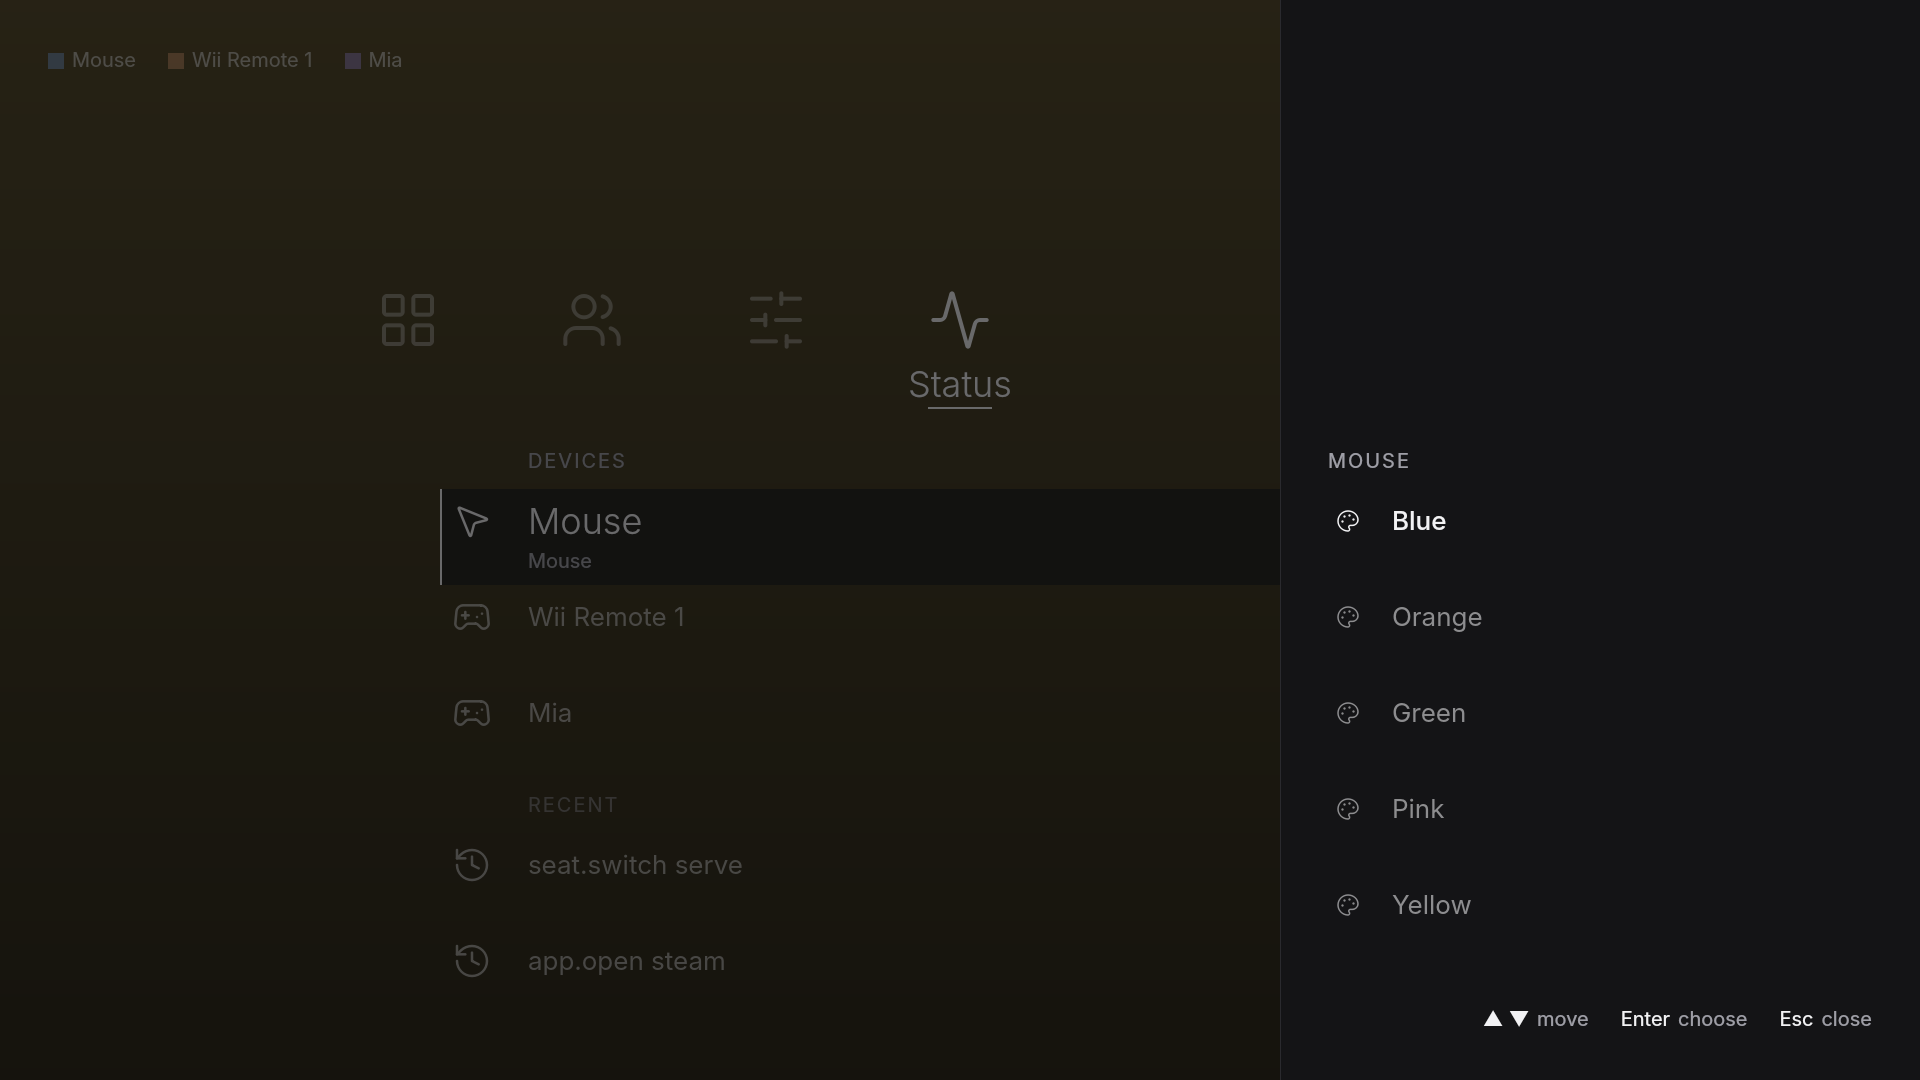 Mouse Wii Remote 1 Mia
Status
DEVICES
Mouse
Mouse
Wii Remote 1
Mia
RECENT
seat.switch serve
app.open steam
MOUSE
Blue
Orange
Green
Pink
Yellow
▲▼ move Enter choose Esc close